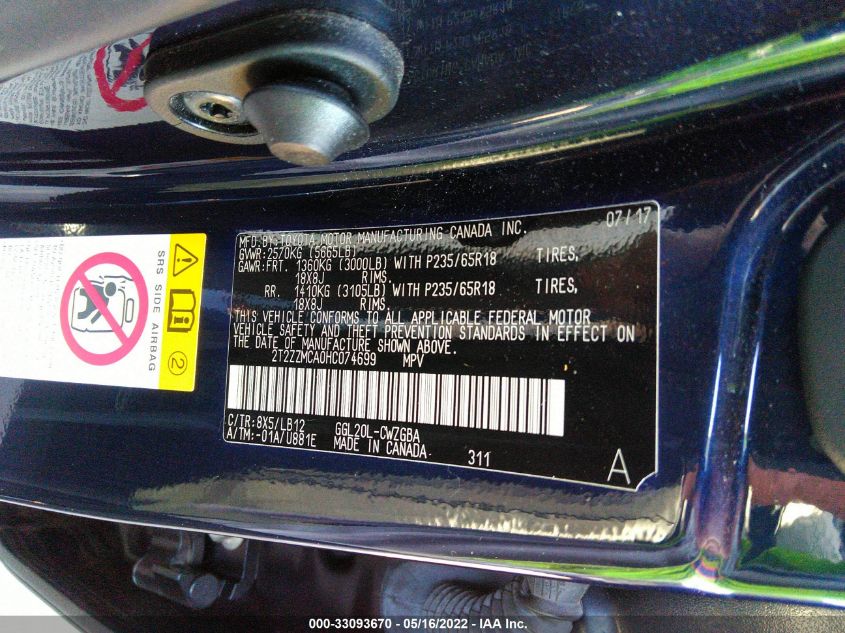 07/17
MFD. BY: TOYOTA MOTOR MANUFACTURING CANADA INC.
GVWR: 2570KG (5665LB)
GAWR: FRT. 1360KG (3000LB) WITH P235/65R18 TIRES,
18X8J RIMS.
RR. 1410KG (3105LB) WITH P235/65R18 TIRES,
18X8J RIMS.
THIS VEHICLE CONFORMS TO ALL APPLICABLE FEDERAL MOTOR
VEHICLE SAFETY AND THEFT PREVENTION STANDARDS IN EFFECT ON
THE DATE OF MANUFACTURE SHOWN ABOVE.
2T2ZZMCA0HC074699 MPV
C/TR: 8X5/LB12 GGL20L-CWZGBA
A/TM: -01A/U881E MADE IN CANADA 311
A
SRS SIDE AIRBAG
2
000-33093670 - 05/16/2022 - IAA Inc.